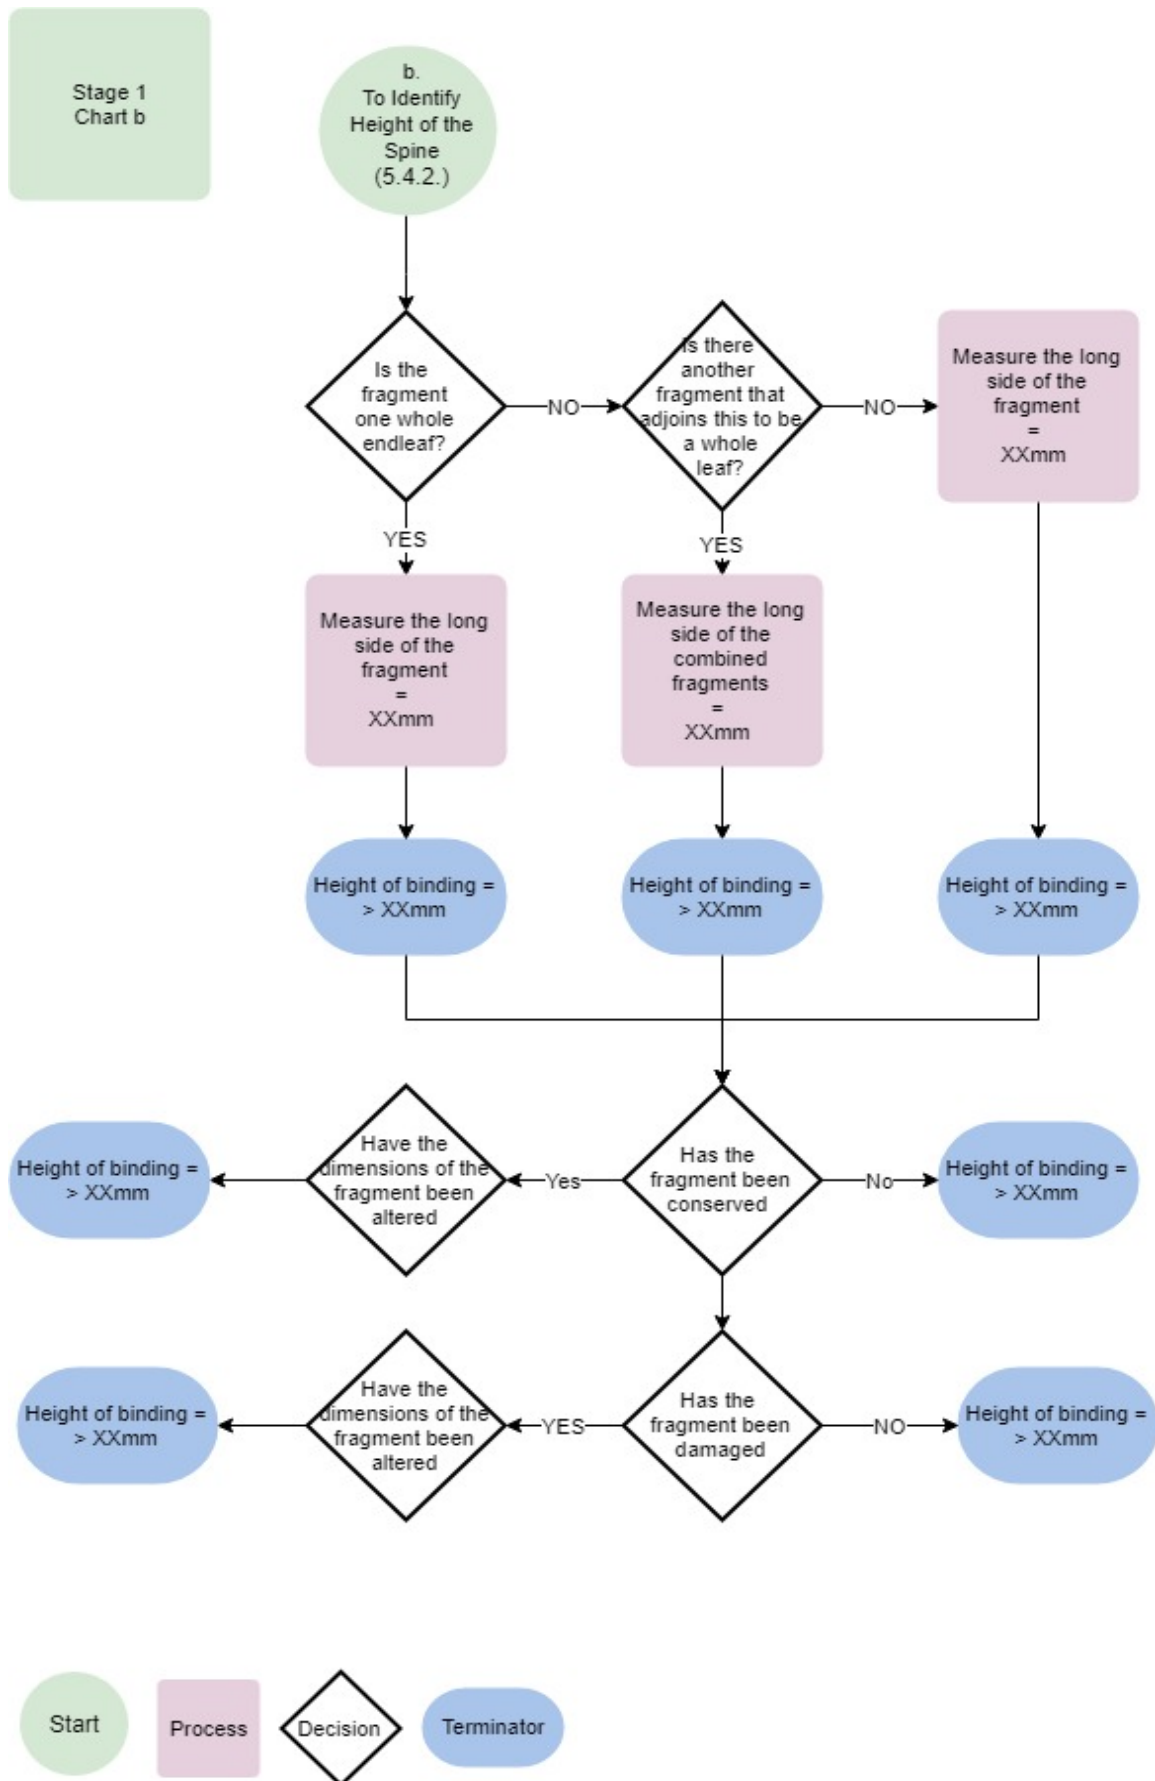 Stage 1
Chart b
b.
To Identify
Height of the
Spine
(5.4.2.)
Is the
fragment
one whole
endleaf?
NO
Is there
another
fragment that
adjoins this to be
a whole
leaf?
NO
Measure the long
side of the
fragment
=
XXmm
YES
YES
Measure the long
side of the
fragment
=
XXmm
Measure the long
side of the
combined
fragments
=
XXmm
Height of binding =
> XXmm
Height of binding =
> XXmm
Height of binding =
> XXmm
Height of binding =
> XXmm
Have the
dimensions of the
fragment been
altered
Yes
Has the
fragment been
conserved
No
Height of binding =
> XXmm
Height of binding =
> XXmm
Have the
dimensions of the
fragment been
altered
YES
Has the
fragment been
damaged
NO
Height of binding =
> XXmm
Start
Process
Decision
Terminator